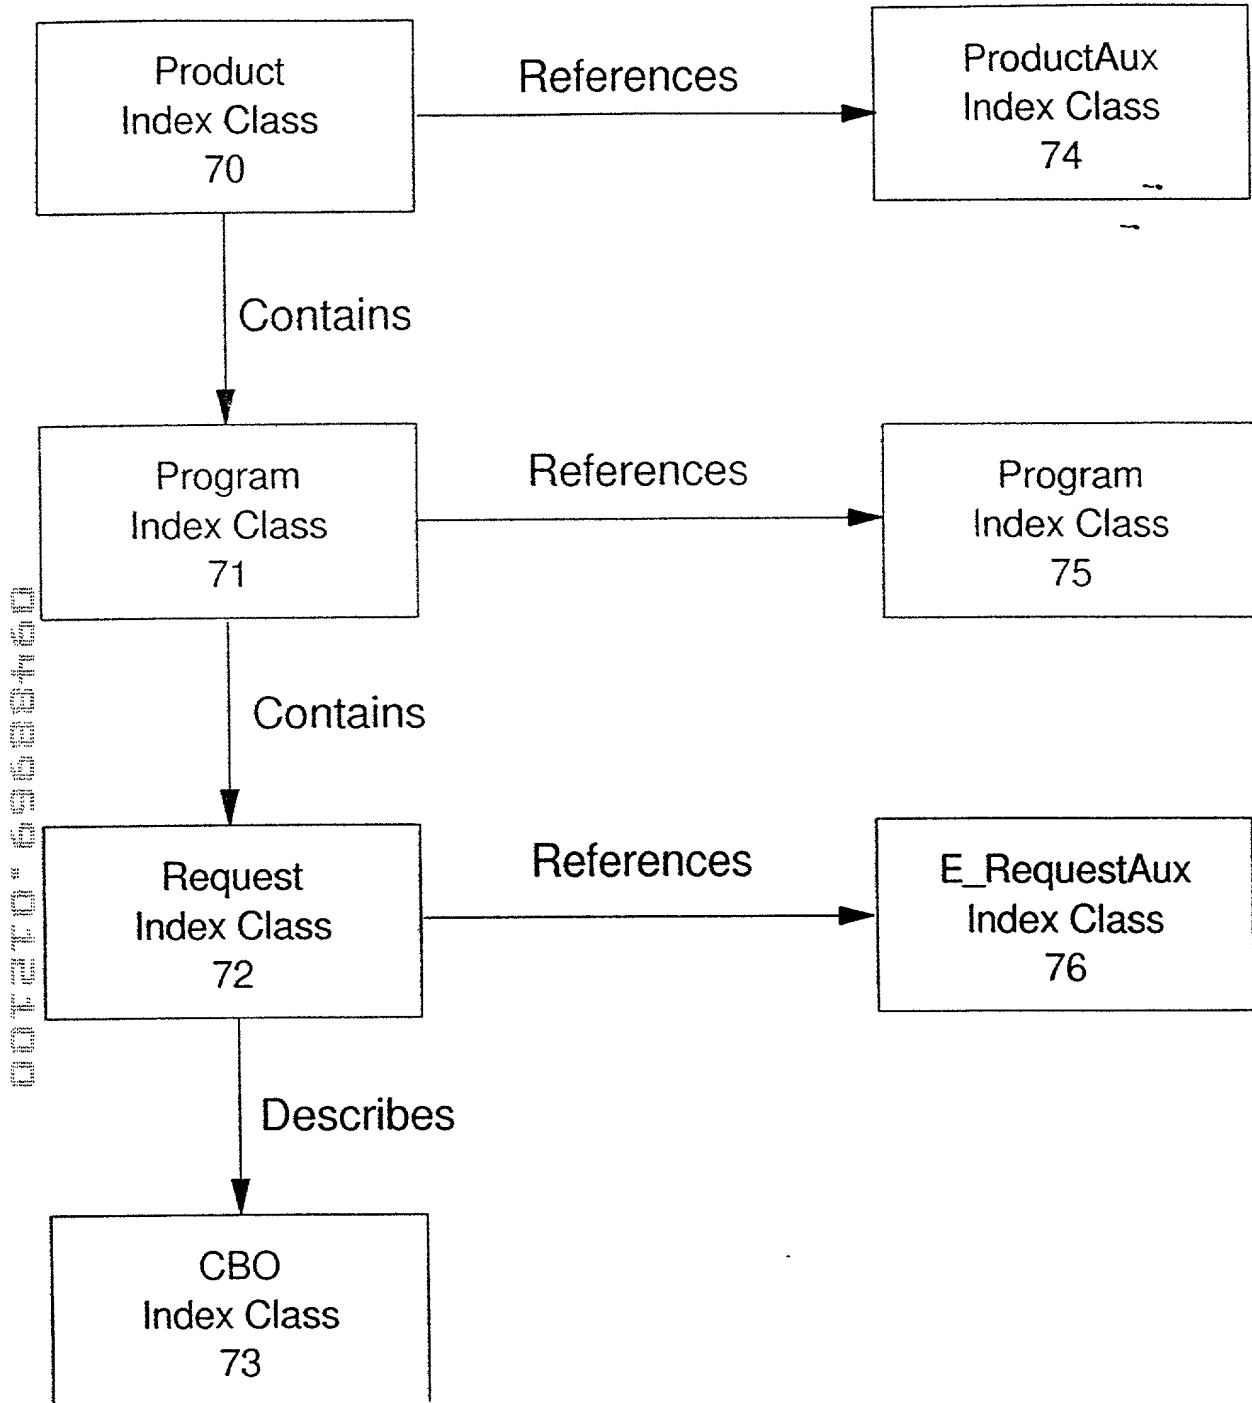 Product
Index Class
70
References
ProductAux
Index Class
74
Contains
Program
Index Class
71
References
Program
Index Class
75
Contains
Request
Index Class
72
References
E_RequestAux
Index Class
76
Describes
CBO
Index Class
73